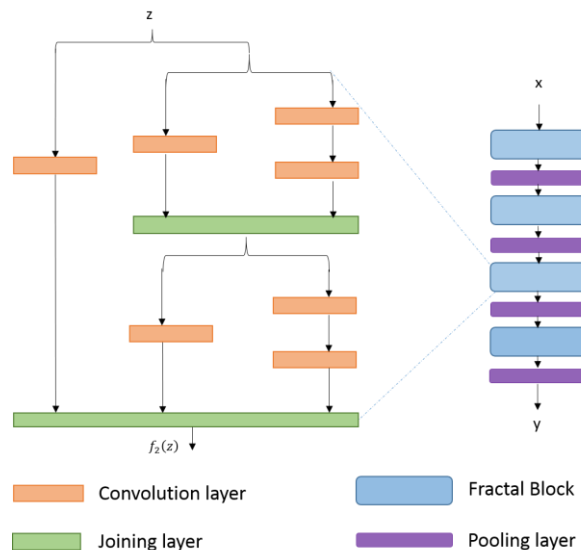 z
x
y
f₂(z)
Convolution layer
Fractal Block
Joining layer
Pooling layer